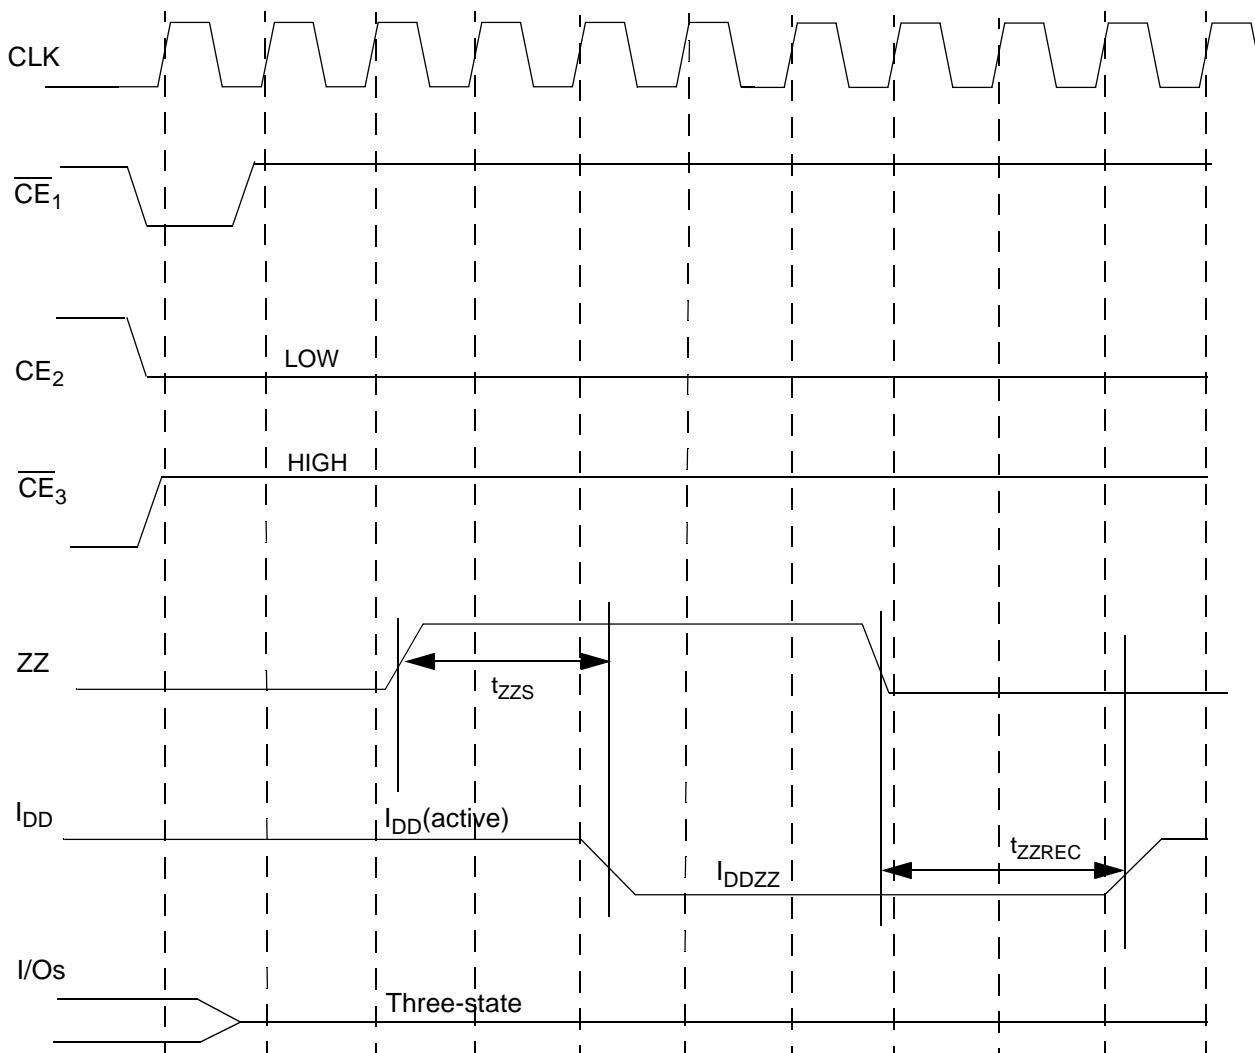 CLK
CE1
CE2
LOW
HIGH
CE3
ZZ
tZZS
IDD
IDD(active)
tZZREC
IDDZZ
I/Os
Three-state